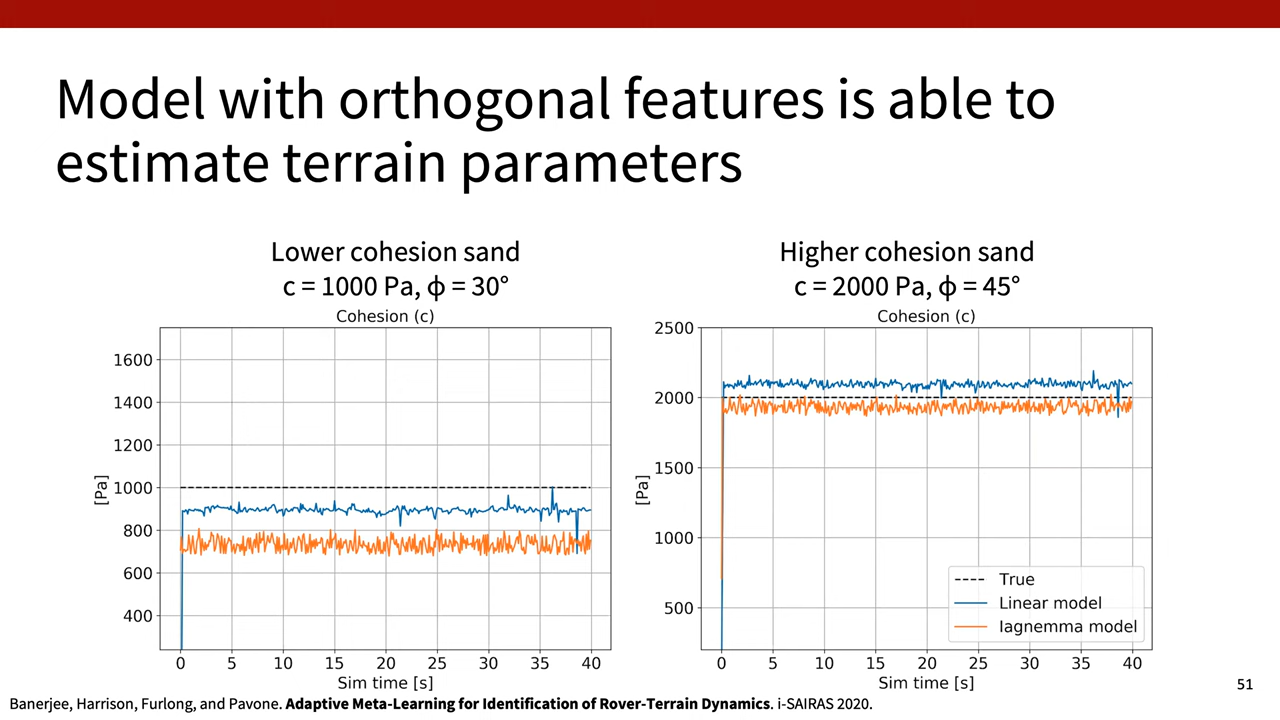 Model with orthogonal features is able to
estimate terrain parameters
Lower cohesion sand
c = 1000 Pa, ϕ = 30°
Cohesion (c)
1600
1400
1200
1000
800
600
400
[Pa]
0 5 10 15 20 25 30 35 40
Sim time [s]
Higher cohesion sand
c = 2000 Pa, ϕ = 45°
Cohesion (c)
2500
2000
1500
1000
500
[Pa]
True
Linear model
Iagnemma model
0 5 10 15 20 25 30 35 40
Sim time [s]
51
Banerjee, Harrison, Furlong, and Pavone. Adaptive Meta-Learning for Identification of Rover-Terrain Dynamics. i-SAIRAS 2020.